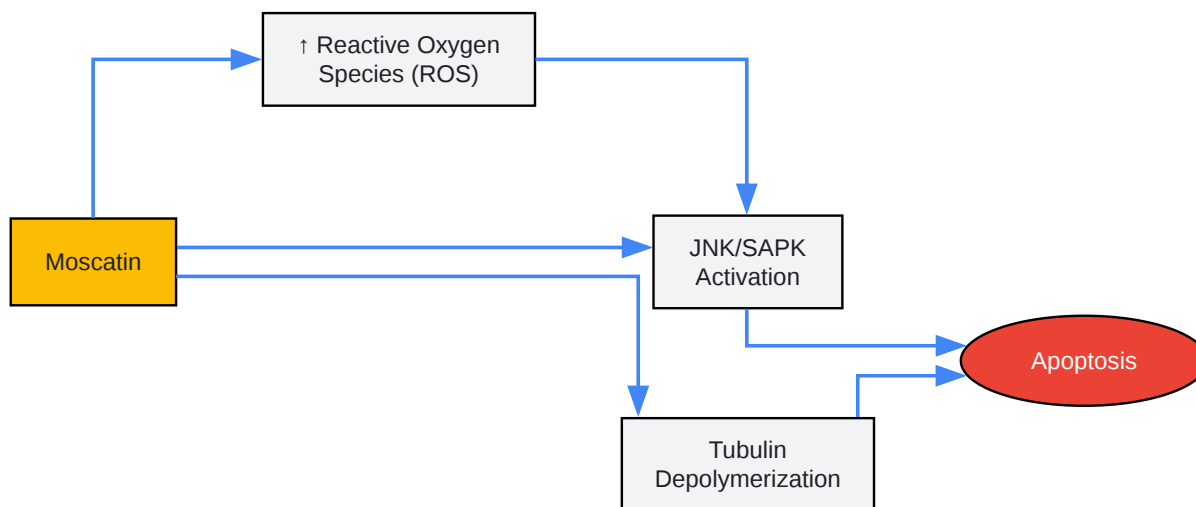 ↑ Reactive Oxygen
Species (ROS)
Moscatin
JNK/SAPK
Activation
Apoptosis
Tubulin
Depolymerization